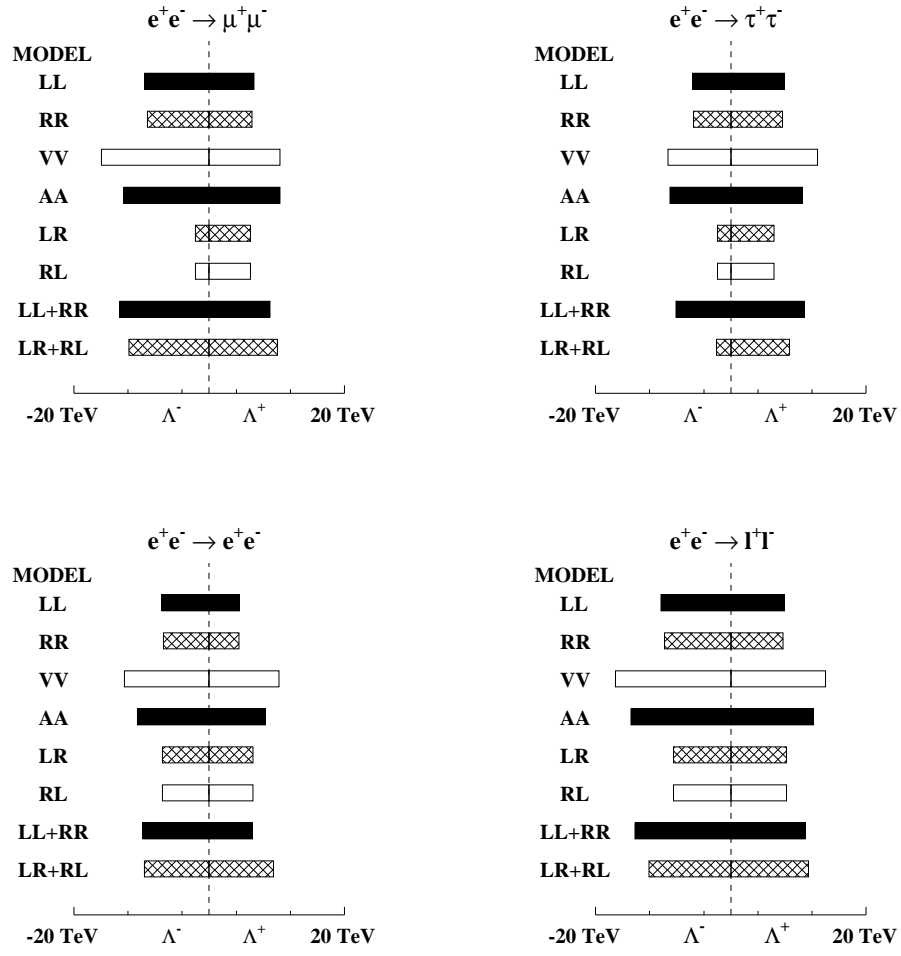 e⁺e⁻ → μ⁺μ⁻
MODEL
LL
RR
VV
AA
LR
RL
LL+RR
LR+RL
-20 TeV Λ⁻ Λ⁺ 20 TeV
e⁺e⁻ → τ⁺τ⁻
MODEL
LL
RR
VV
AA
LR
RL
LL+RR
LR+RL
-20 TeV Λ⁻ Λ⁺ 20 TeV
e⁺e⁻ → e⁺e⁻
MODEL
LL
RR
VV
AA
LR
RL
LL+RR
LR+RL
-20 TeV Λ⁻ Λ⁺ 20 TeV
e⁺e⁻ → l⁺l⁻
MODEL
LL
RR
VV
AA
LR
RL
LL+RR
LR+RL
-20 TeV Λ⁻ Λ⁺ 20 TeV